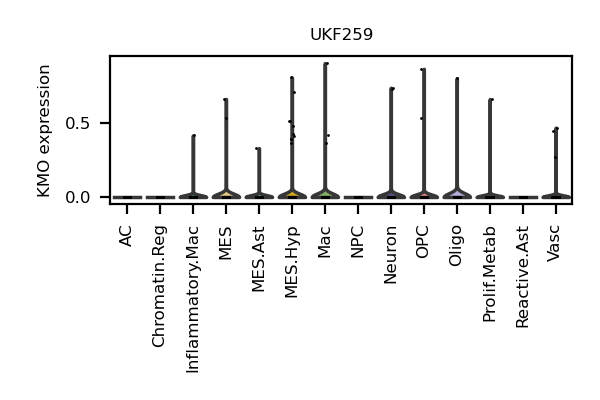 UKF259
KMO expression
0.5
0.0
AC
Chromatin.Reg
Inflammatory.Mac
MES
MES.Ast
MES.Hyp
Mac
NPC
Neuron
OPC
Oligo
Prolif.Metab
Reactive.Ast
Vasc